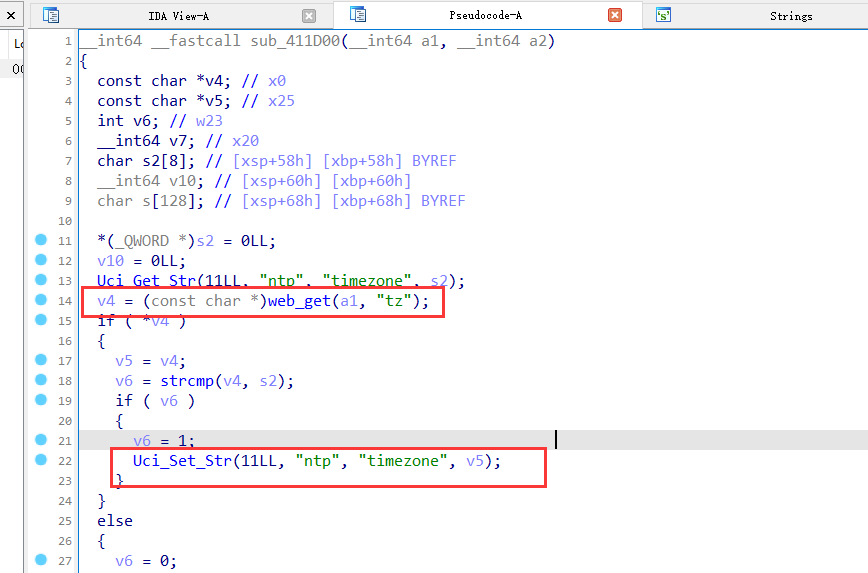 IDA View-A
Pseudocode-A
Strings
1 __int64 __fastcall sub_411D00(__int64 a1, __int64 a2)
2 {
3 const char *v4; // x0
4 const char *v5; // x25
5 int v6; // w23
6 __int64 v7; // x20
7 char s2[8]; // [xsp+58h] [xbp+58h] BYREF
8 __int64 v10; // [xsp+60h] [xbp+60h]
9 char s[128]; // [xsp+68h] [xbp+68h] BYREF
10
11 *(_QWORD *)s2 = 0LL;
12 v10 = 0LL;
13 Uci_Get_Str(11LL, "ntp", "timezone", s2);
14 v4 = (const char *)web_get(a1, "tz");
15 if ( *v4 )
16 {
17 v5 = v4;
18 v6 = strcmp(v4, s2);
19 if ( v6 )
20 {
21 v6 = 1;
22 Uci_Set_Str(11LL, "ntp", "timezone", v5);
23 }
24 }
25 else
26 {
27 v6 = 0;